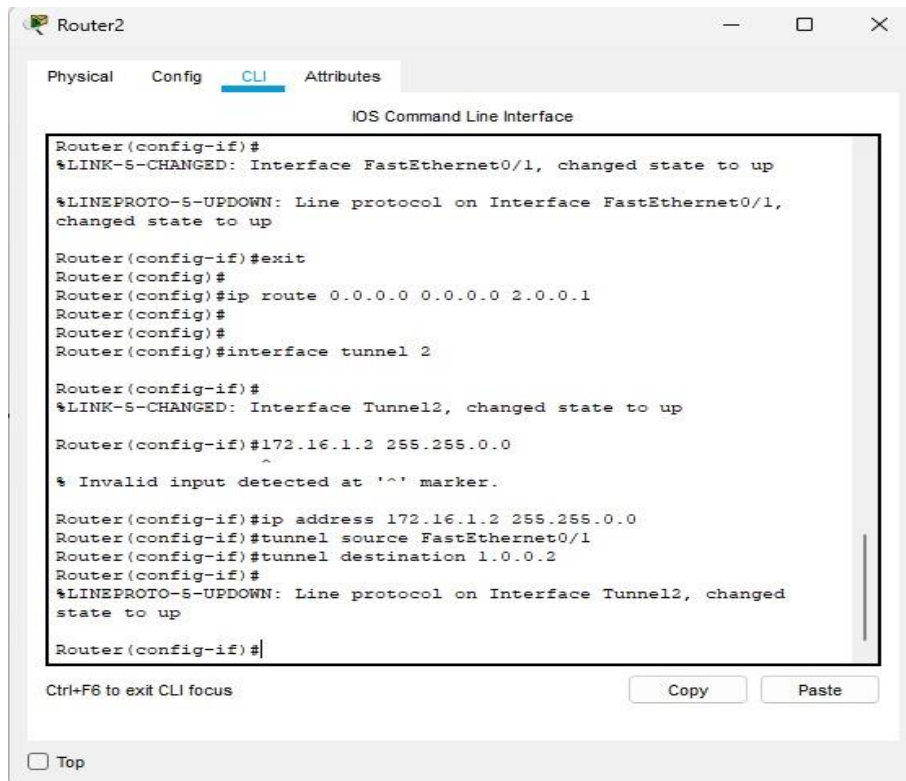 Router2
Physical Config CLI Attributes
IOS Command Line Interface
Router(config-if)#
%LINK-5-CHANGED: Interface FastEthernet0/1, changed state to up
%LINEPROTO-5-UPDOWN: Line protocol on Interface FastEthernet0/1,
changed state to up
Router(config-if)#exit
Router(config)#
Router(config)#ip route 0.0.0.0 0.0.0.0 2.0.0.1
Router(config)#
Router(config)#
Router(config)#interface tunnel 2
Router(config-if)#
%LINK-5-CHANGED: Interface Tunnel2, changed state to up
Router(config-if)#172.16.1.2 255.255.0.0
^
% Invalid input detected at '^' marker.
Router(config-if)#ip address 172.16.1.2 255.255.0.0
Router(config-if)#tunnel source FastEthernet0/1
Router(config-if)#tunnel destination 1.0.0.2
Router(config-if)#
%LINEPROTO-5-UPDOWN: Line protocol on Interface Tunnel2, changed
state to up
Router(config-if)#
Ctrl+F6 to exit CLI focus Copy Paste
Top